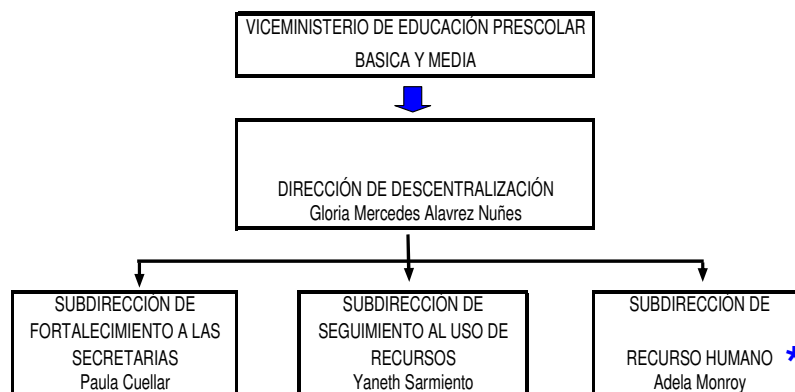 VICEMINISTERIO DE EDUCACIÓN PRESCOLAR
BASICA Y MEDIA
DIRECCIÓN DE DESCENTRALIZACIÓN
Gloria Mercedes Alavrez Nuñes
SUBDIRECCIÓN DE
FORTALECIMIENTO A LAS
SECRETARIAS
Paula Cuellar
SUBDIRECCIÓN DE
SEGUIMIENTO AL USO DE
RECURSOS
Yaneth Sarmiento
SUBDIRECCIÓN DE
RECURSO HUMANO *
Adela Monroy